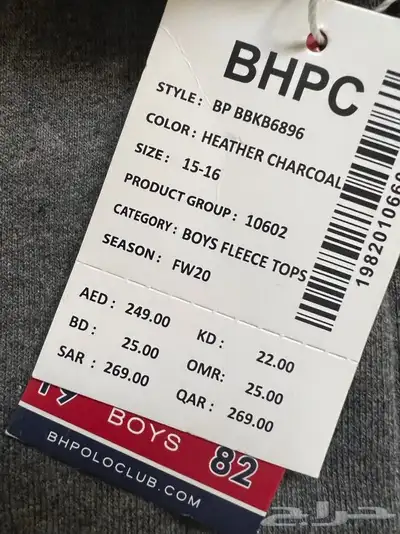 BHPC
STYLE : BP BBKB6896
COLOR : HEATHER CHARCOAL
SIZE : 15-16
PRODUCT GROUP : 10602
CATEGORY : BOYS FLEECE TOPS
SEASON : FW20
1982010660
AED : 249.00 KD : 22.00
BD : 25.00 OMR: 25.00
SAR : 269.00 QAR : 269.00
19 BOYS 82
BHPOLOCLUB.COM
حراج